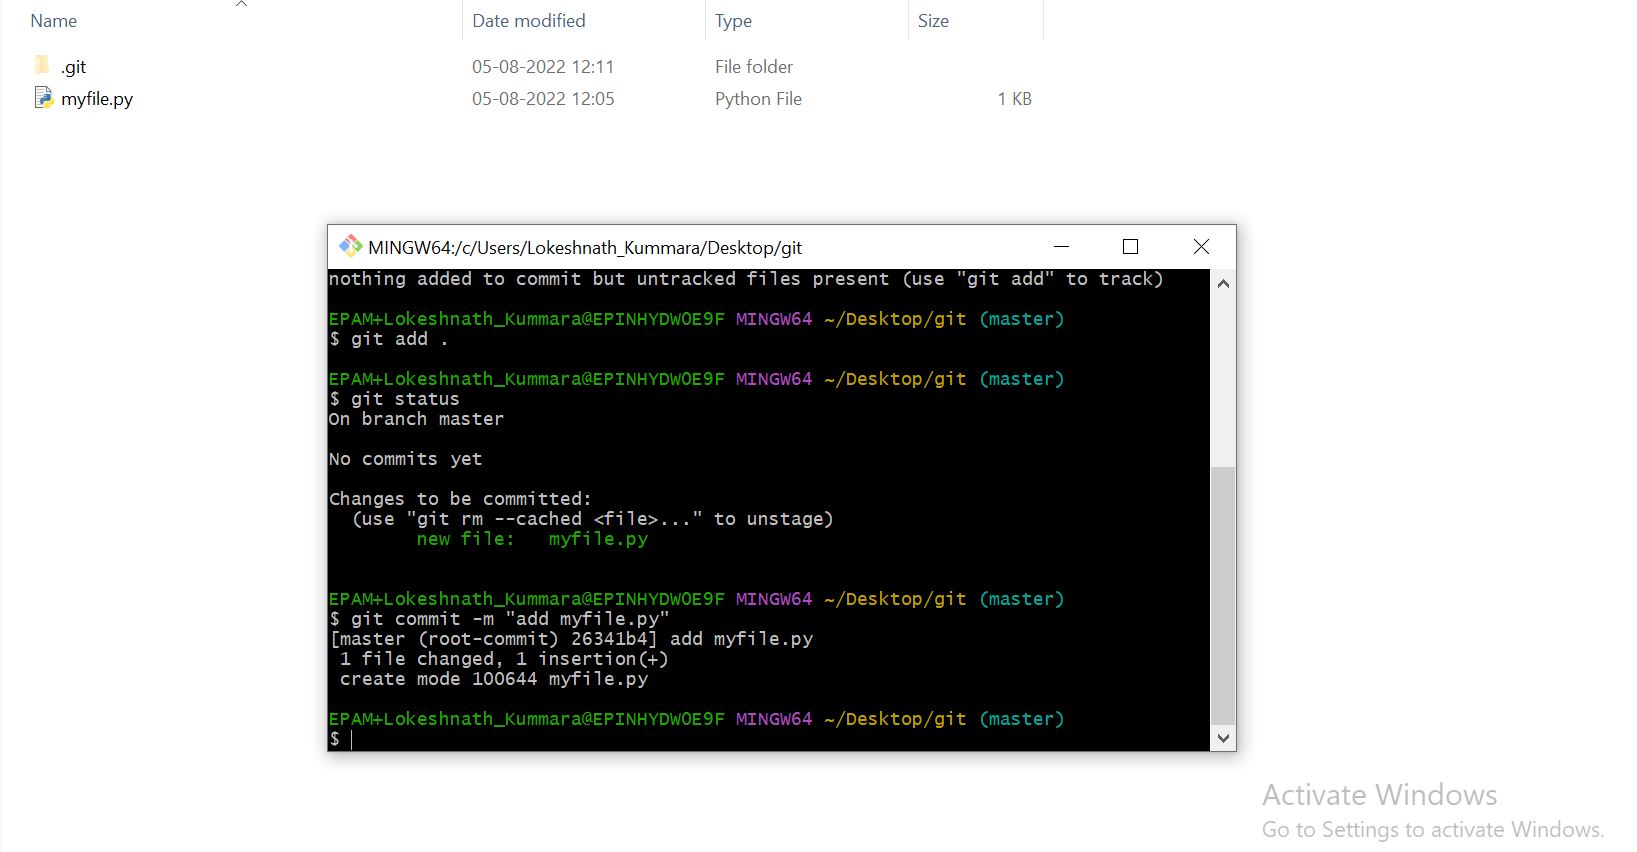 Name Date modified Type Size
.git 05-08-2022 12:11 File folder
myfile.py 05-08-2022 12:05 Python File 1 KB
MINGW64:/c/Users/Lokeshnath_Kummara/Desktop/git
nothing added to commit but untracked files present (use "git add" to track)
EPAM+Lokeshnath_Kummara@EPINHYDW0E9F MINGW64 ~/Desktop/git (master)
$ git add .
EPAM+Lokeshnath_Kummara@EPINHYDW0E9F MINGW64 ~/Desktop/git (master)
$ git status
On branch master
No commits yet
Changes to be committed:
(use "git rm --cached <file>..." to unstage)
new file: myfile.py
EPAM+Lokeshnath_Kummara@EPINHYDW0E9F MINGW64 ~/Desktop/git (master)
$ git commit -m "add myfile.py"
[master (root-commit) 26341b4] add myfile.py
1 file changed, 1 insertion(+)
create mode 100644 myfile.py
EPAM+Lokeshnath_Kummara@EPINHYDW0E9F MINGW64 ~/Desktop/git (master)
$
Activate Windows
Go to Settings to activate Windows.